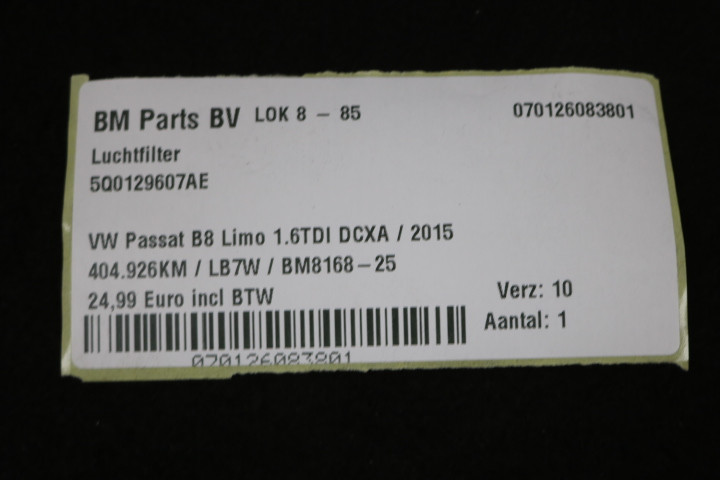 BM Parts BV LOK 8 - 85 070126083801
Luchtfilter
5Q0129607AE
VW Passat B8 Limo 1.6TDI DCXA / 2015
404.926KM / LB7W / BM8168-25
24,99 Euro incl BTW Verz: 10
Aantal: 1
070126083801